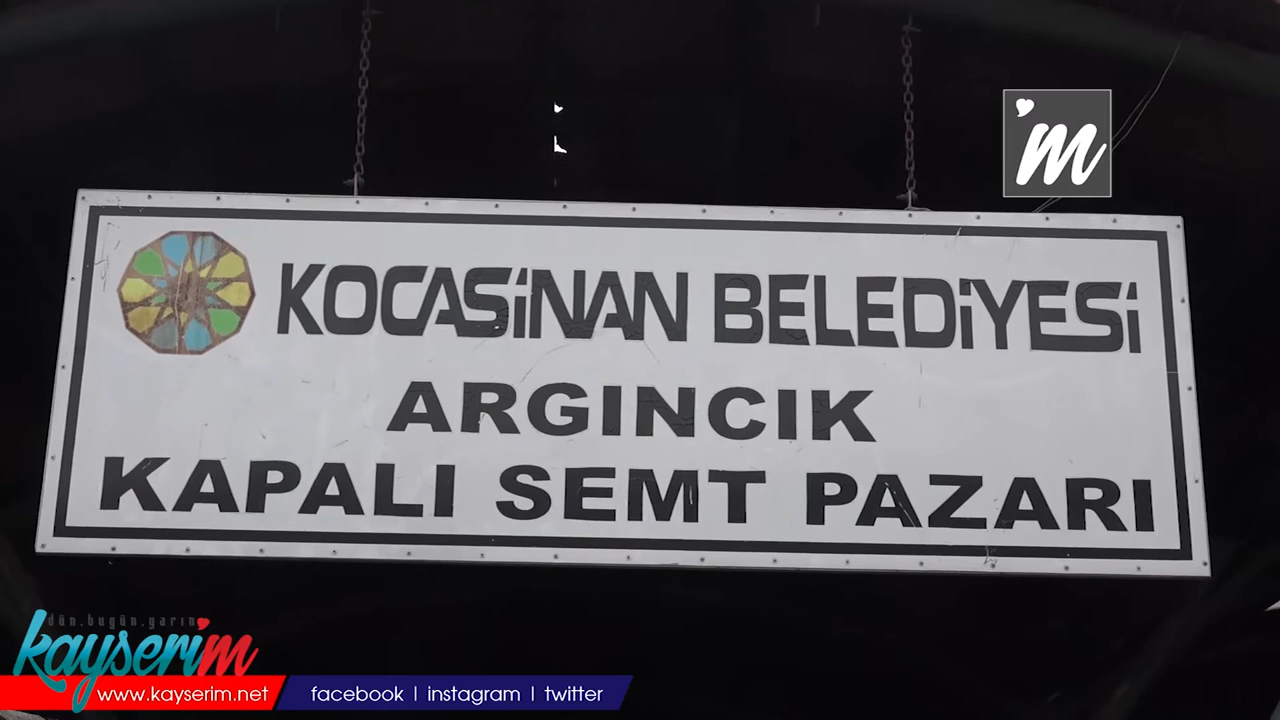 'm
KOCASİNAN BELEDİYESİ
ARGINCIK
KAPALI SEMT PAZARI
dün.bugün.yarın
kayserim
www.kayserim.net
facebook | instagram | twitter